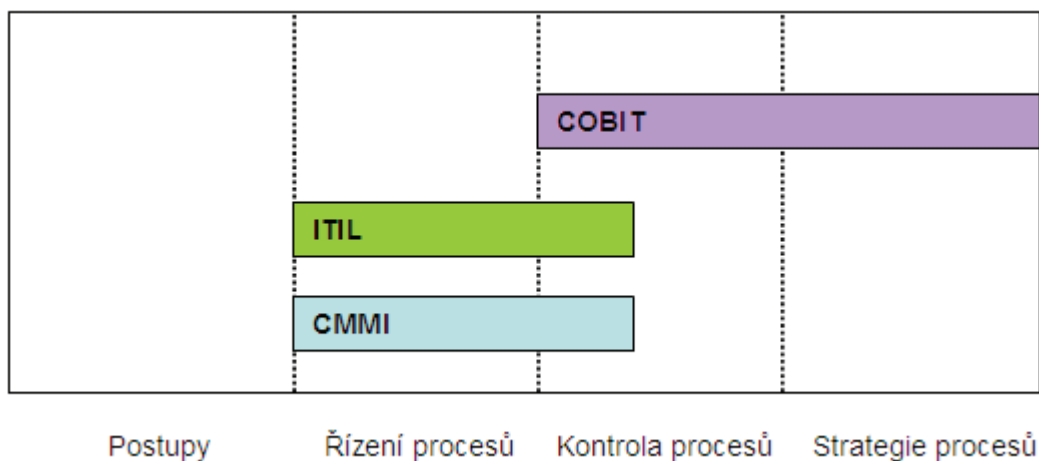 COBIT
ITIL
CMMI
Postupy Řízení procesů Kontrola procesů Strategie procesů